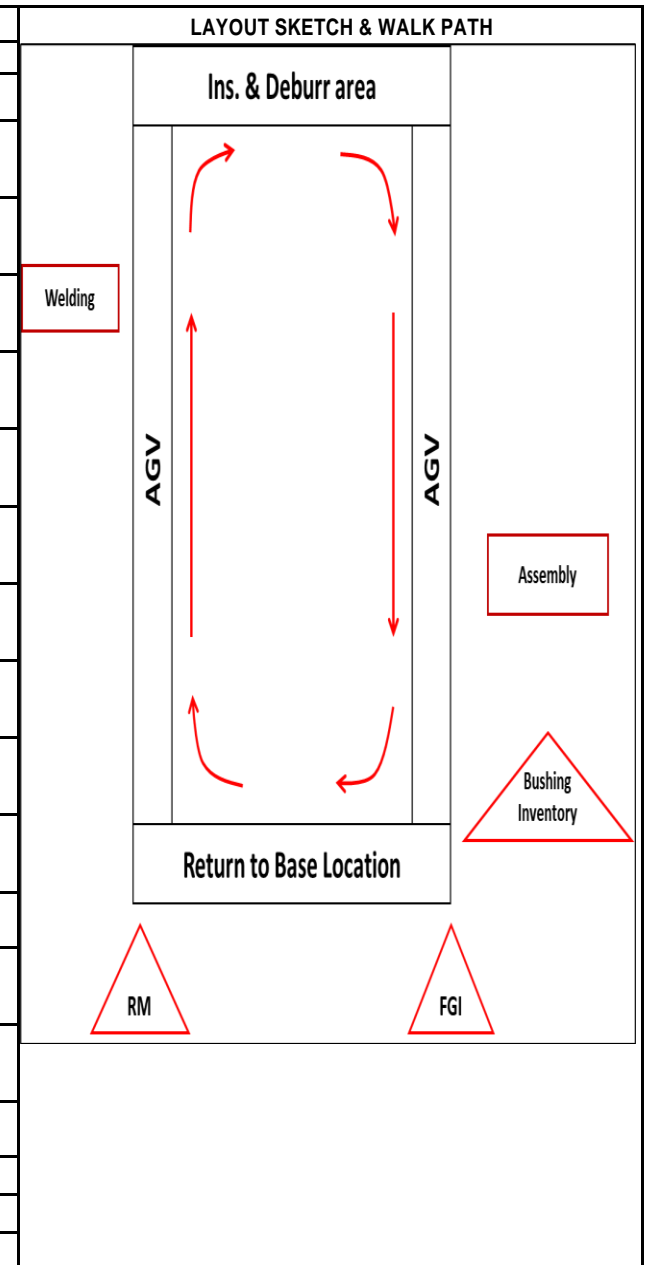 LAYOUT SKETCH & WALK PATH
Ins. & Deburr area
Welding
AGV
AGV
Assembly
Bushing
Inventory
Return to Base Location
RM
FGI